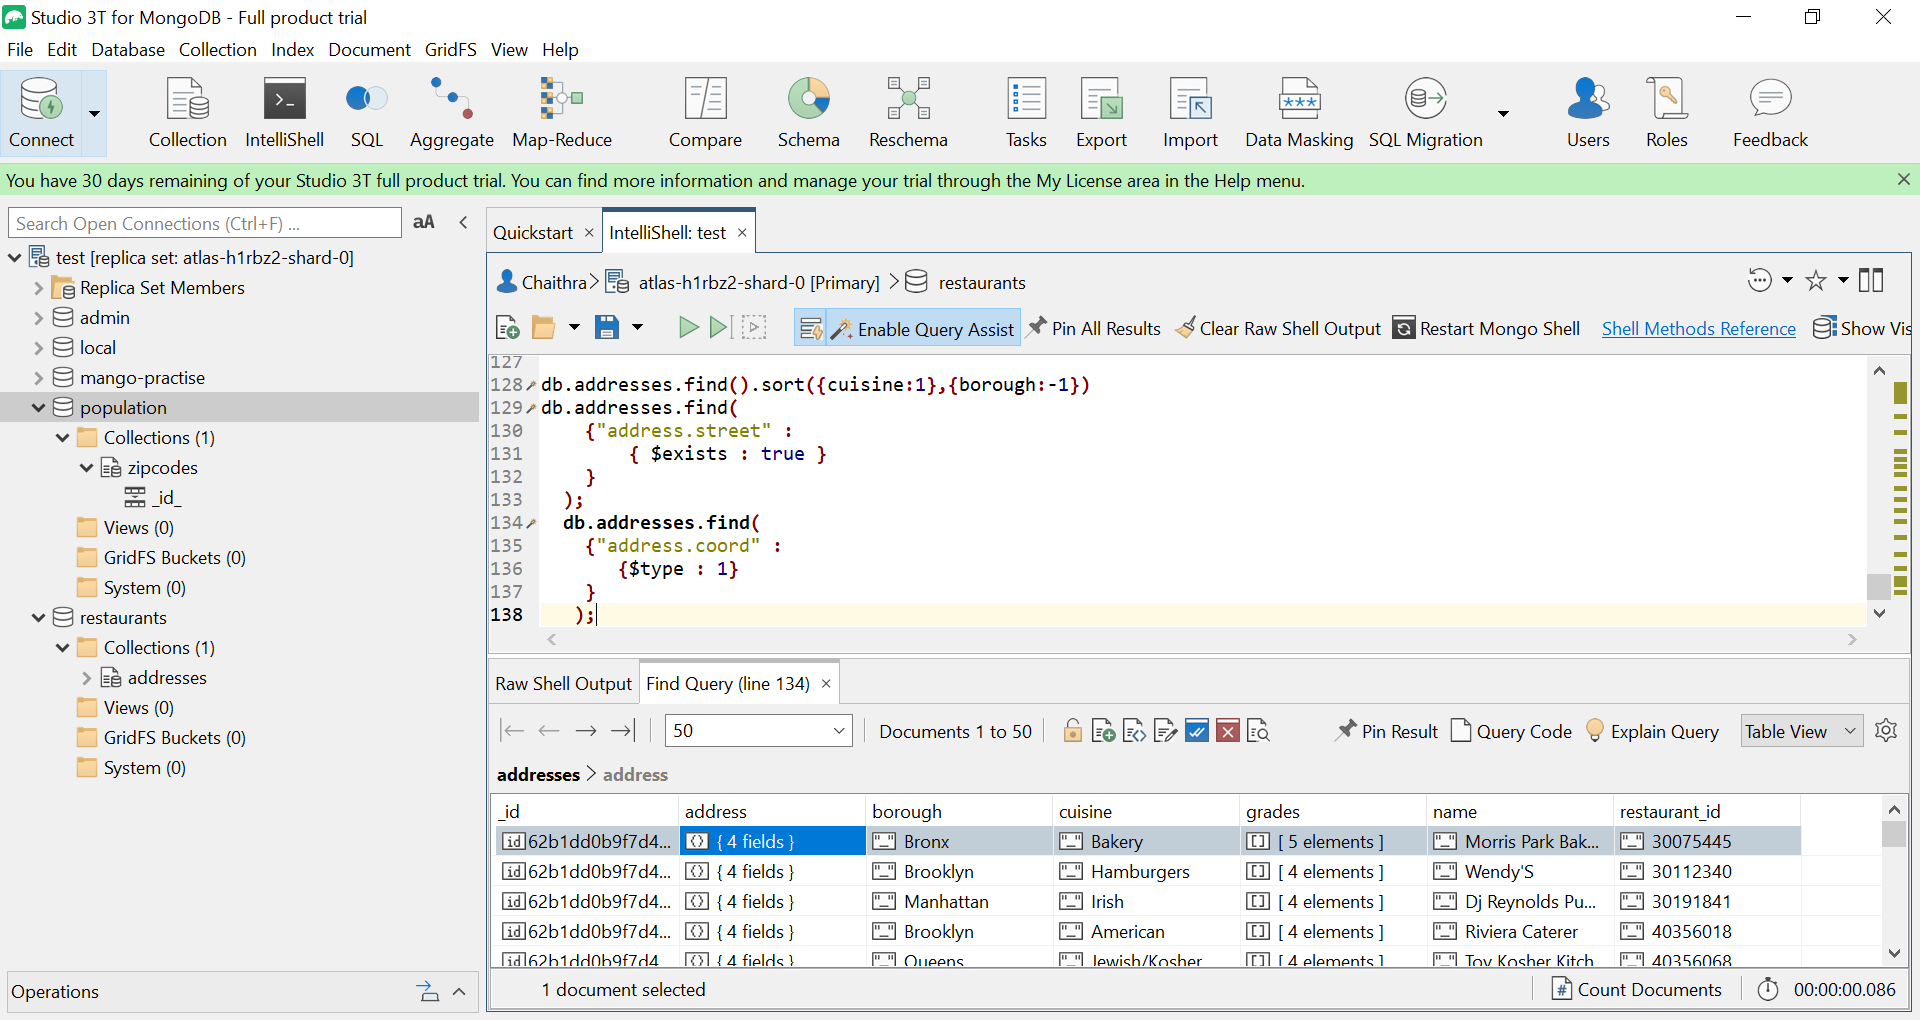 Studio 3T for MongoDB - Full product trial
File Edit Database Collection Index Document GridFS View Help
Connect Collection IntelliShell SQL Aggregate Map-Reduce Compare Schema Reschema Tasks Export Import Data Masking SQL Migration Users Roles Feedback
You have 30 days remaining of your Studio 3T full product trial. You can find more information and manage your trial through the My License area in the Help menu.
Search Open Connections (Ctrl+F) ... aA
test [replica set: atlas-h1rbz2-shard-0]
Replica Set Members
admin
local
mango-practise
population
Collections (1)
zipcodes
_id_
Views (0)
GridFS Buckets (0)
System (0)
restaurants
Collections (1)
addresses
Views (0)
GridFS Buckets (0)
System (0)
Operations
Quickstart IntelliShell: test
Chaithra atlas-h1rbz2-shard-0 [Primary] restaurants
Enable Query Assist Pin All Results Clear Raw Shell Output Restart Mongo Shell Shell Methods Reference Show Vis
127
128 db.addresses.find().sort({cuisine:1},{borough:-1})
129 db.addresses.find(
130 {"address.street" :
131 { $exists : true }
132 }
133 );
134 db.addresses.find(
135 {"address.coord" :
136 {$type : 1}
137 }
138 );
Raw Shell Output Find Query (line 134)
50 Documents 1 to 50 Pin Result Query Code Explain Query Table View
addresses > address
_id address borough cuisine grades name restaurant_id
62b1dd0b9f7d4... { 4 fields } Bronx Bakery [ 5 elements ] Morris Park Bak... 30075445
62b1dd0b9f7d4... { 4 fields } Brooklyn Hamburgers [ 4 elements ] Wendy'S 30112340
62b1dd0b9f7d4... { 4 fields } Manhattan Irish [ 4 elements ] Dj Reynolds Pu... 30191841
62b1dd0b9f7d4... { 4 fields } Brooklyn American [ 4 elements ] Riviera Caterer 40356018
62b1dd0b9f7d4 { 4 fields } Queens Jewish/Kosher [ 4 elements ] Tov Kosher Kitch 40356068
1 document selected Count Documents 00:00:00.086